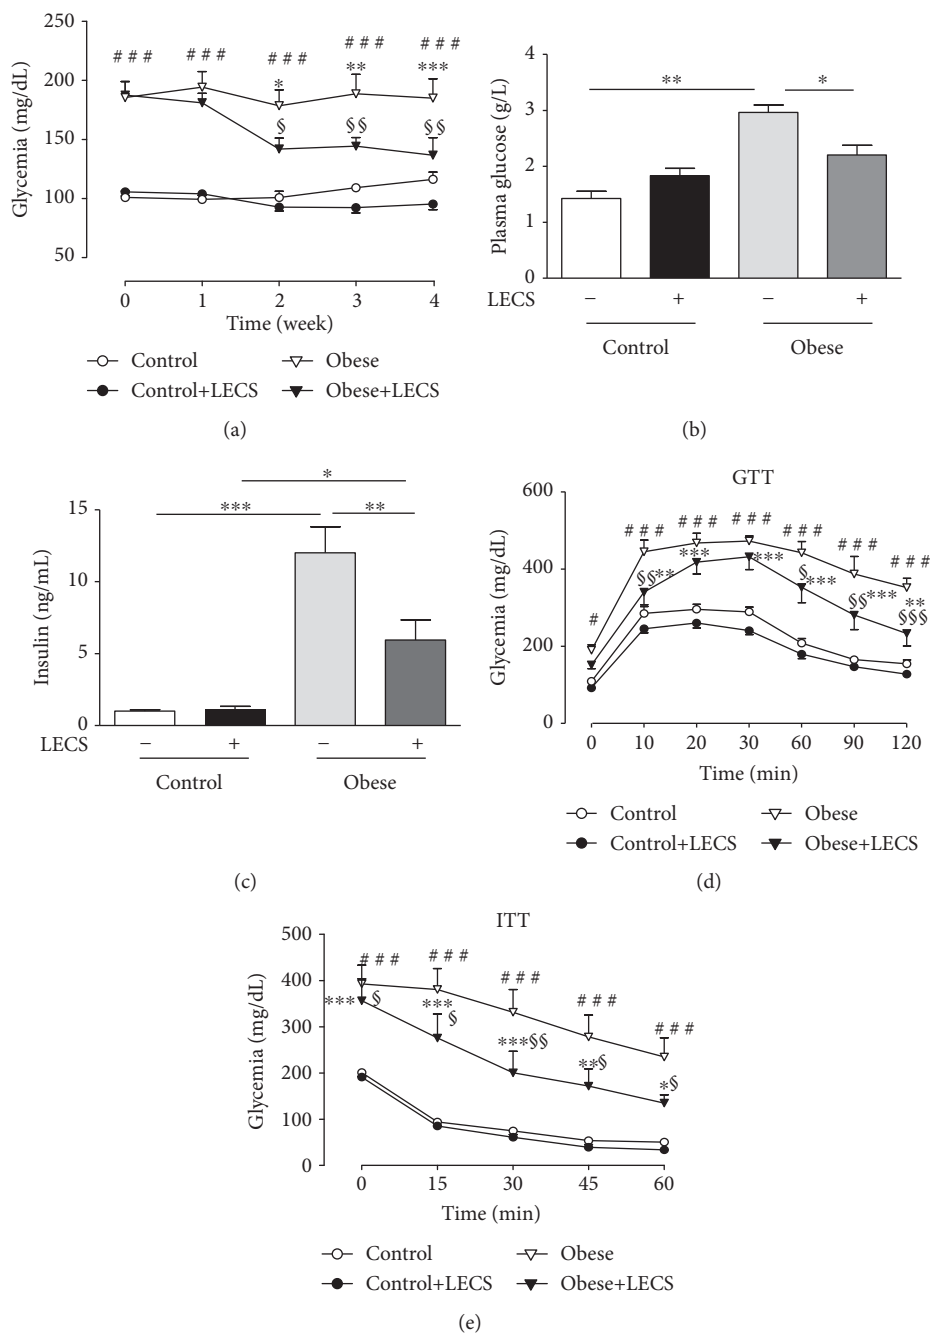 250
200
150
100
50
Glycemia (mg/dL)
# # #
# # #
# # #
# # #
# # #
*
**
***
§
§§
§§
0 1 2 3 4
Time (week)
Control
Obese
Control+LECS
Obese+LECS
(a)
4
3
2
1
0
Plasma glucose (g/L)
**
*
LECS − + − +
Control Obese
(b)
15
10
5
0
Insulin (ng/mL)
*
***
**
LECS − + − +
Control Obese
(c)
GTT
600
400
200
0
Glycemia (mg/dL)
#
# # #
# # #
# # #
# # #
# # #
# # #
§§**
***
***
§
***
§§***
**
§§§
0 10 20 30 60 90 120
Time (min)
Control
Obese
Control+LECS
Obese+LECS
(d)
ITT
500
400
300
200
100
0
Glycemia (mg/dL)
# # #
# # #
# # #
# # #
# # #
*** §
***
§
***§§
**§
*§
0 15 30 45 60
Time (min)
Control
Obese
Control+LECS
Obese+LECS
(e)